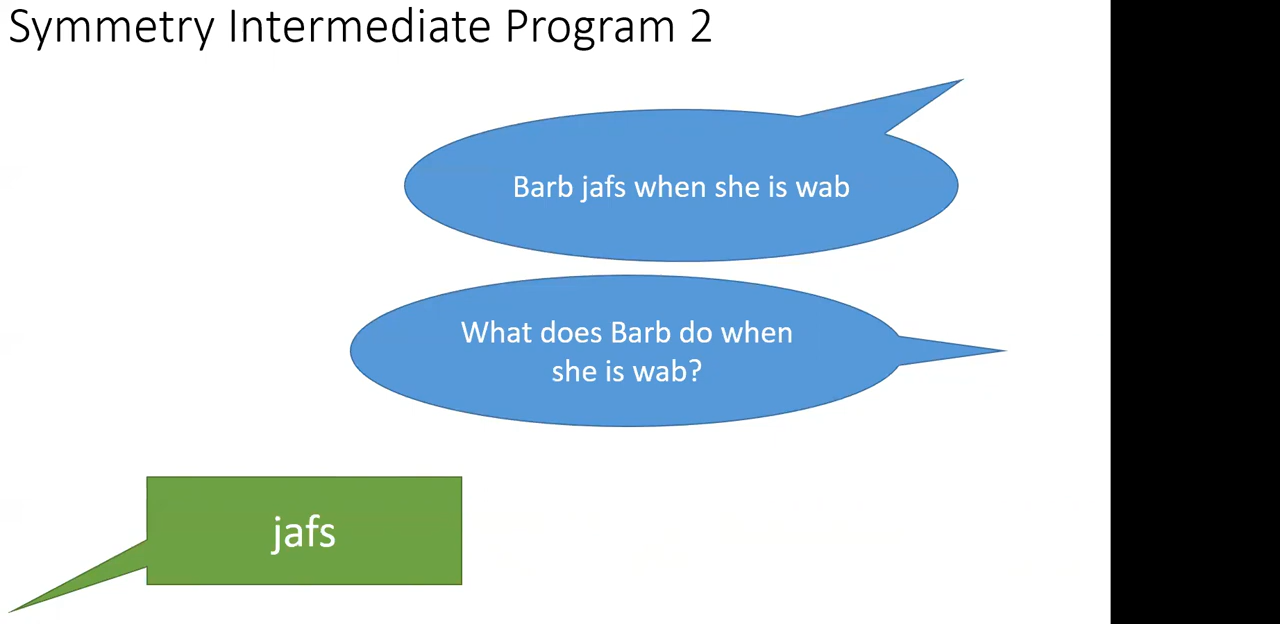 Symmetry Intermediate Program 2
Barb jafs when she is wab
What does Barb do when
she is wab?
jafs